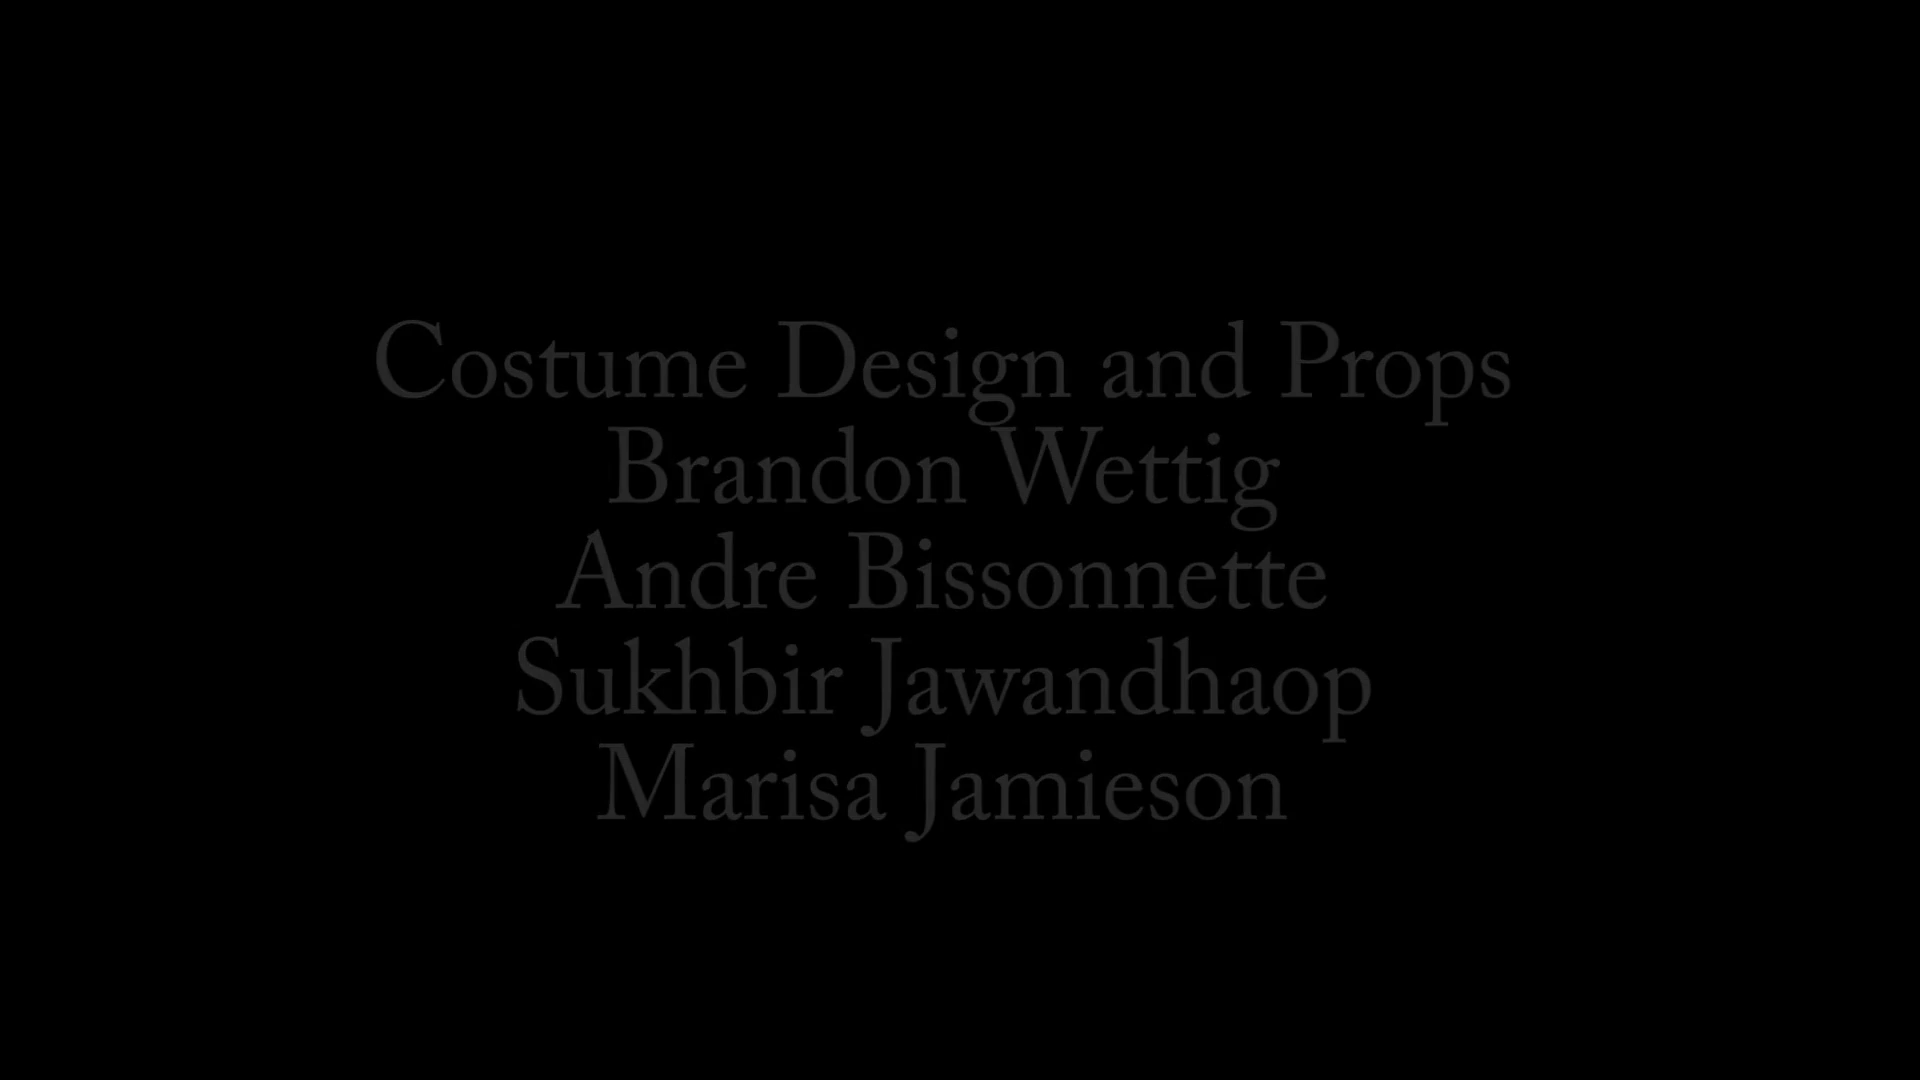 Costume Design and Props
Brandon Wettig
Andre Bissonnette
Sukhbir Jawandhaop
Marisa Jamieson